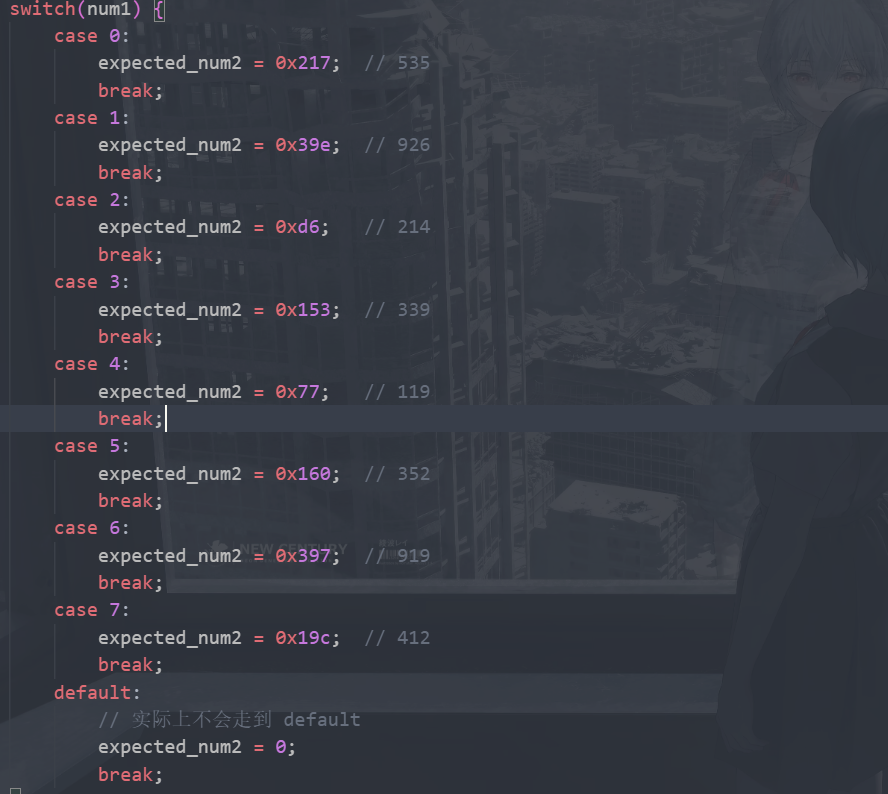 switch(num1) {
    case 0:
        expected_num2 = 0x217;  // 535
        break;
    case 1:
        expected_num2 = 0x39e;  // 926
        break;
    case 2:
        expected_num2 = 0xd6;   // 214
        break;
    case 3:
        expected_num2 = 0x153;  // 339
        break;
    case 4:
        expected_num2 = 0x77;   // 119
        break;
    case 5:
        expected_num2 = 0x160;  // 352
        break;
    case 6:
        expected_num2 = 0x397;  // 919
        break;
    case 7:
        expected_num2 = 0x19c;  // 412
        break;
    default:
        // 实际上不会走到 default
        expected_num2 = 0;
        break;
NEW CENTURY